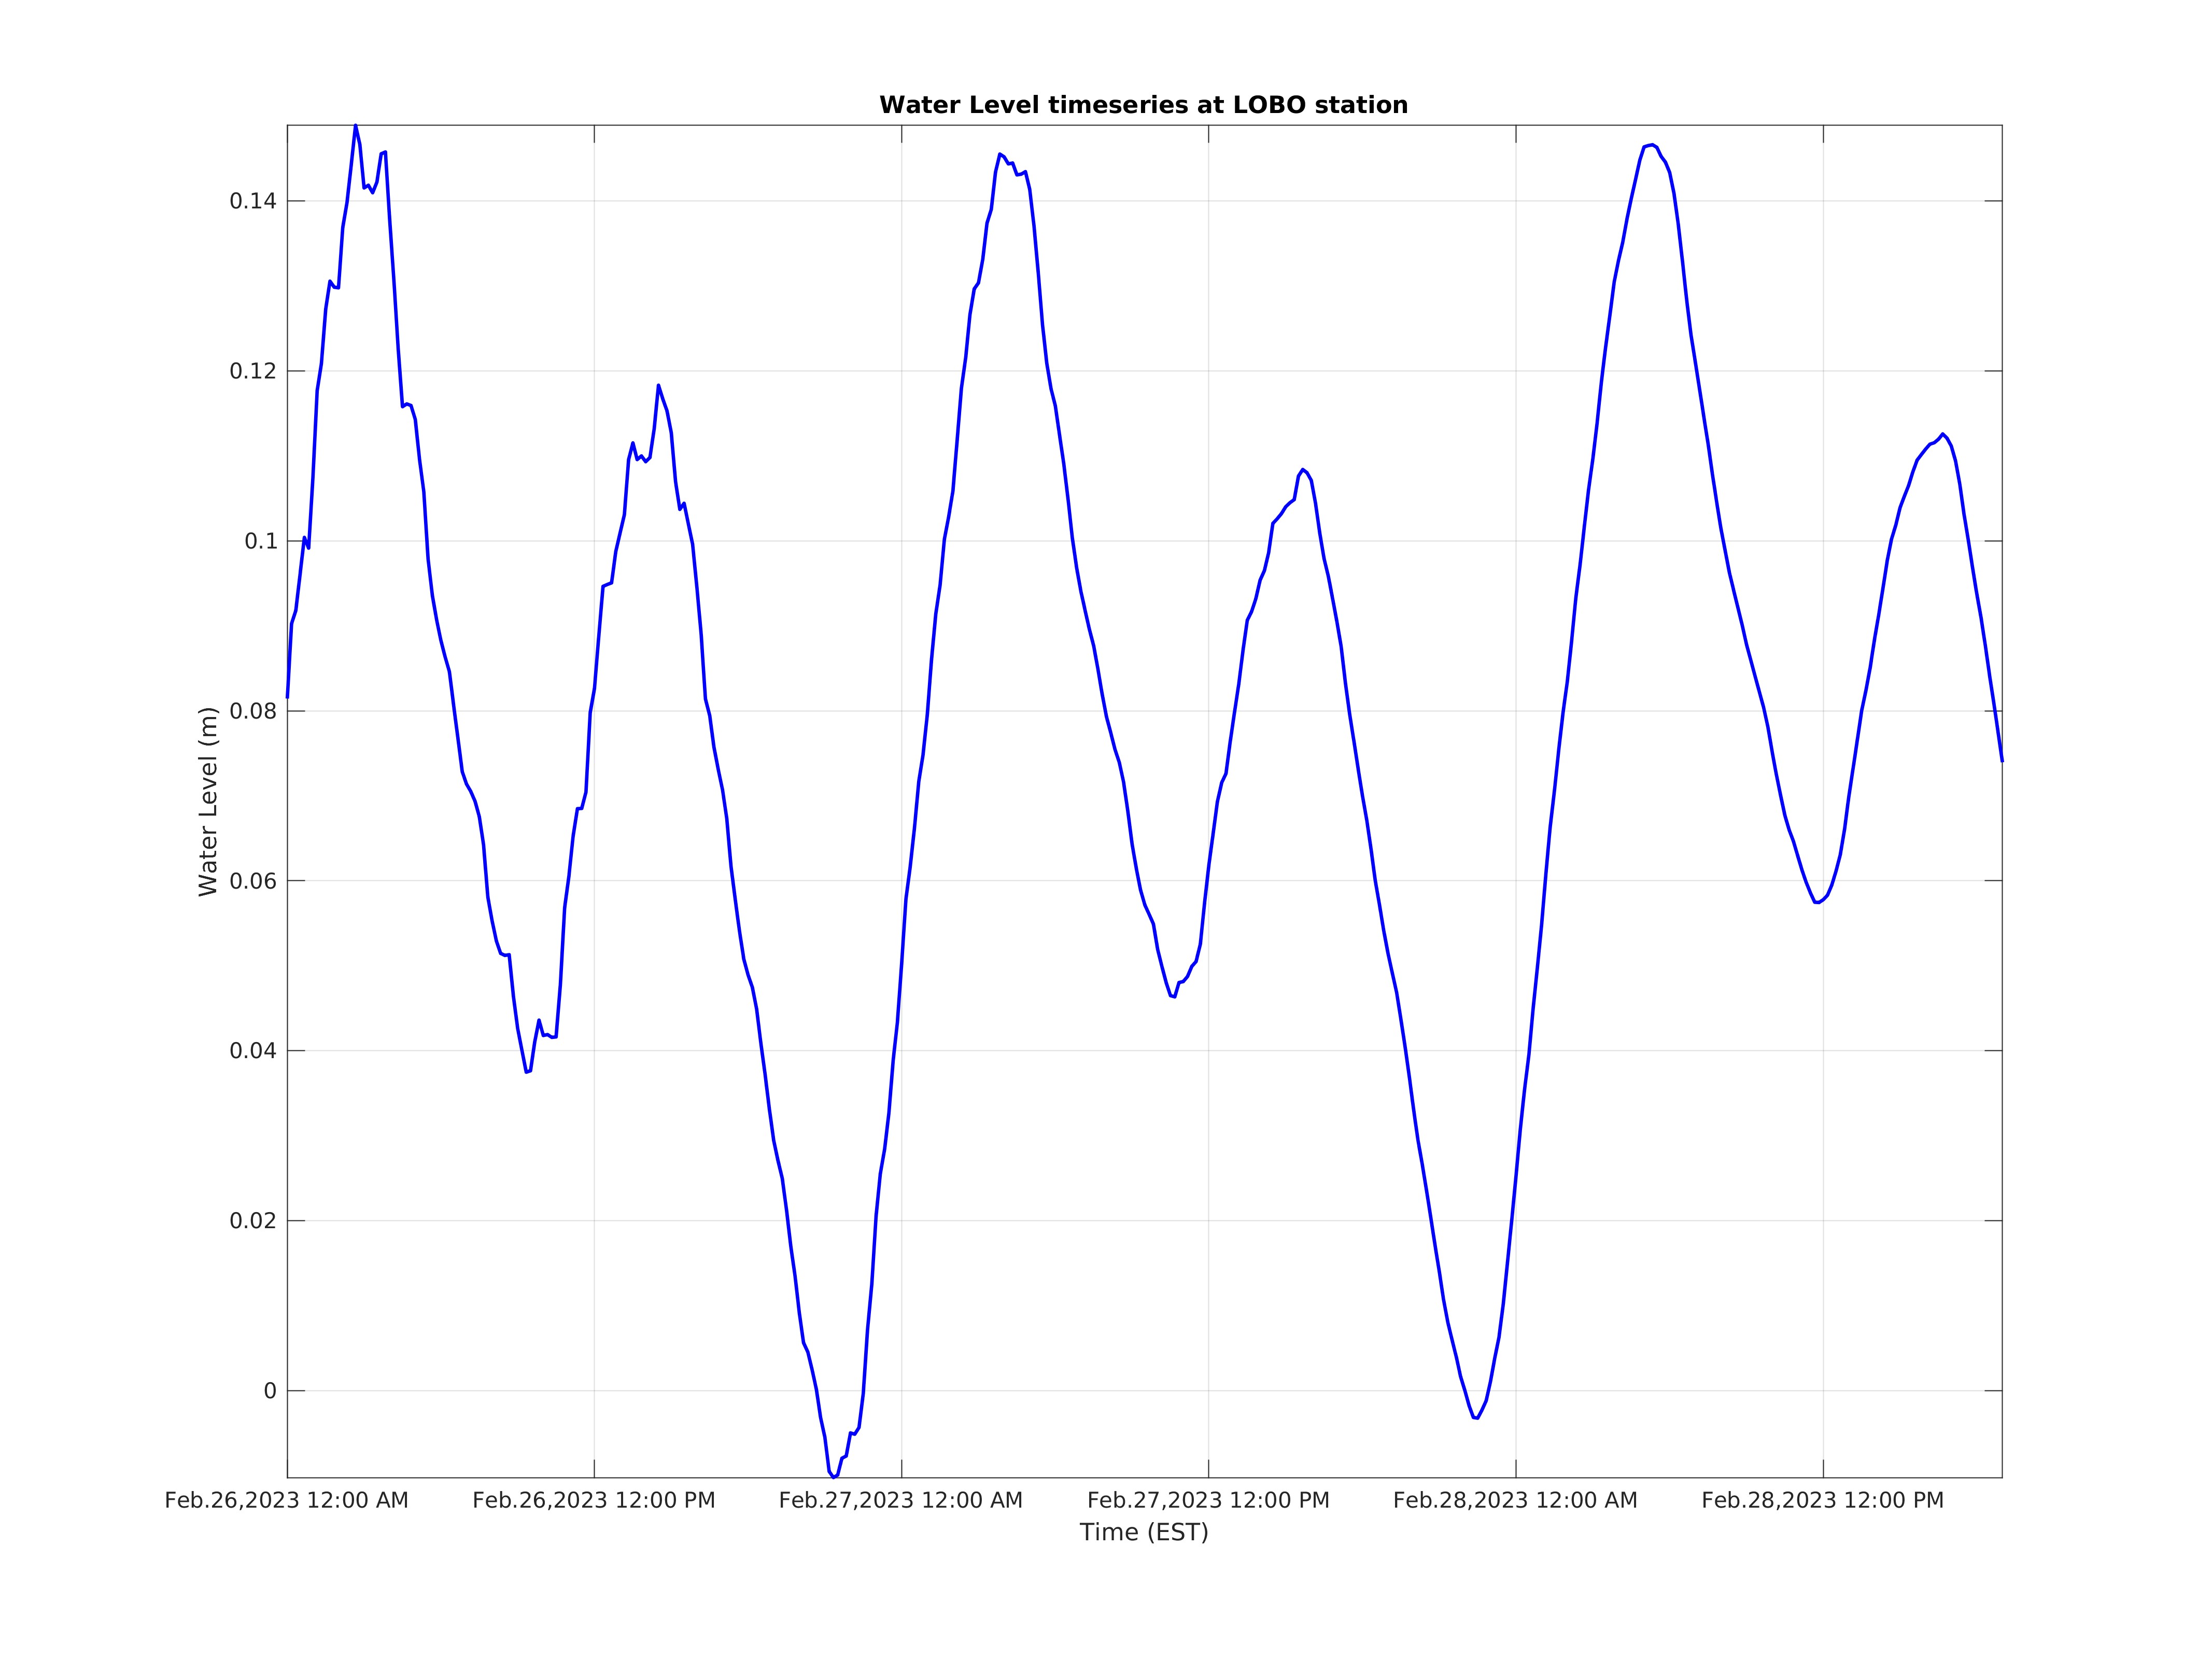 Water Level timeseries at LOBO station
0.14
0.12
0.1
0.08
0.06
0.04
0.02
0
Water Level (m)
Feb.26,2023 12:00 AM
Feb.26,2023 12:00 PM
Feb.27,2023 12:00 AM
Feb.27,2023 12:00 PM
Feb.28,2023 12:00 AM
Feb.28,2023 12:00 PM
Time (EST)